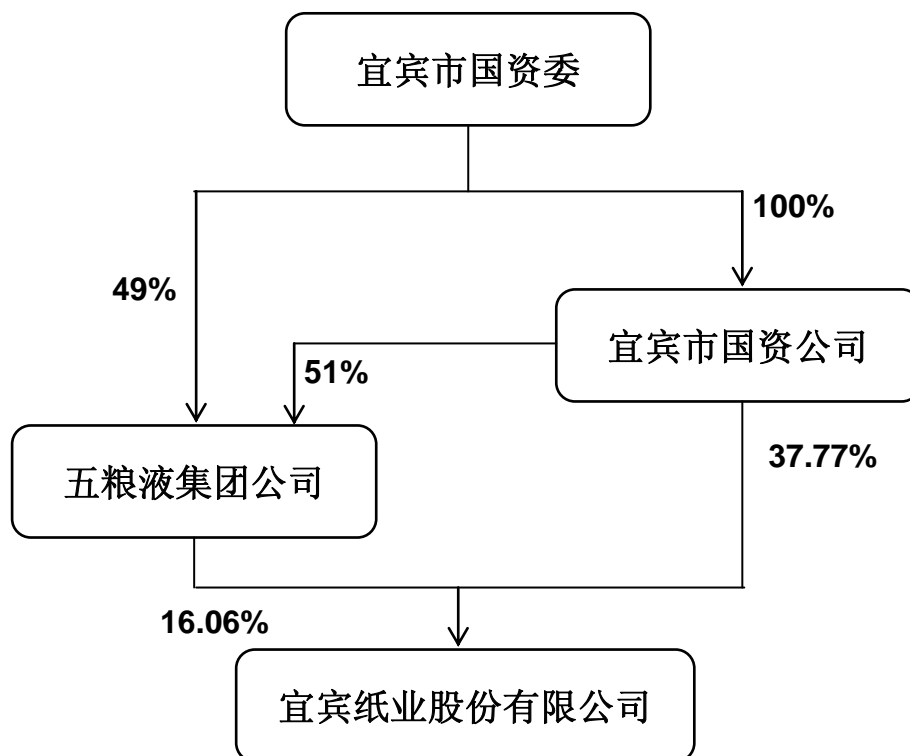 宜宾市国资委
100%
49%
宜宾市国资公司
51%
五粮液集团公司
37.77%
16.06%
宜宾纸业股份有限公司